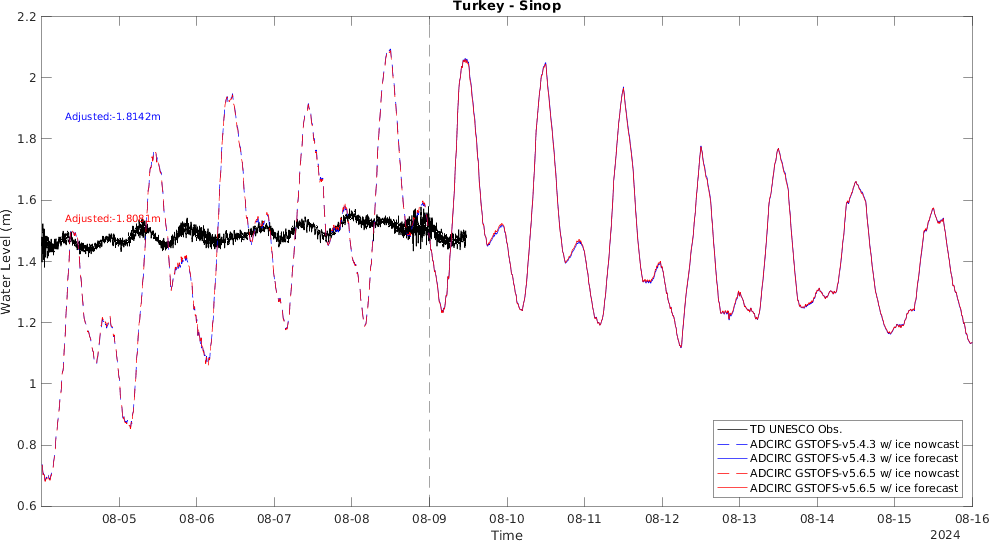 Turkey - Sinop
Water Level (m)
2.2
2
1.8
1.6
1.4
1.2
1
0.8
0.6
Adjusted:-1.8142m
Adjusted:-1.8081m
TD UNESCO Obs.
ADCIRC GSTOFS-v5.4.3 w/ ice nowcast
ADCIRC GSTOFS-v5.4.3 w/ ice forecast
ADCIRC GSTOFS-v5.6.5 w/ ice nowcast
ADCIRC GSTOFS-v5.6.5 w/ ice forecast
08-05 08-06 08-07 08-08 08-09 08-10 08-11 08-12 08-13 08-14 08-15 08-16
Time
2024